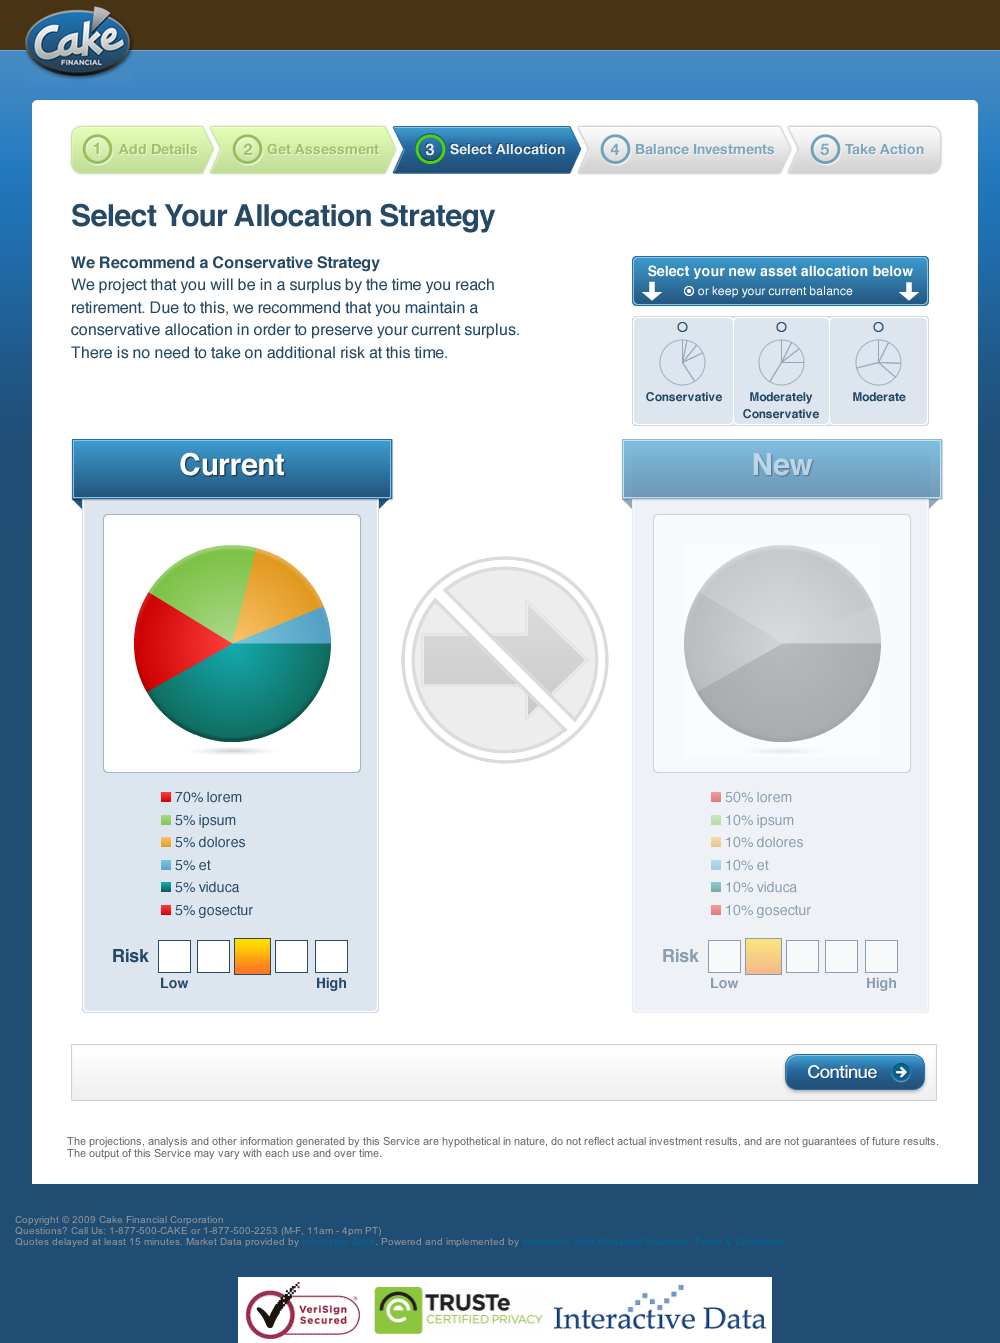 Cake
FINANCIAL
1 Add Details
2 Get Assessment
3 Select Allocation
4 Balance Investments
5 Take Action
Select Your Allocation Strategy
We Recommend a Conservative Strategy
We project that you will be in a surplus by the time you reach
retirement. Due to this, we recommend that you maintain a
conservative allocation in order to preserve your current surplus.
There is no need to take on additional risk at this time.
Select your new asset allocation below
or keep your current balance
Conservative
Moderately
Conservative
Moderate
Current
70% lorem
5% ipsum
5% dolores
5% et
5% viduca
5% gosectur
Risk
Low High
New
50% lorem
10% ipsum
10% dolores
10% et
10% viduca
10% gosectur
Risk
Low High
Continue
The projections, analysis and other information generated by this Service are hypothetical in nature, do not reflect actual investment results, and are not guarantees of future results.
The output of this Service may vary with each use and over time.
Copyright © 2009 Cake Financial Corporation
Questions? Call Us: 1-877-500-CAKE or 1-877-500-2253 (M-F, 11am - 4pm PT)
Quotes delayed at least 15 minutes. Market Data provided by Interactive Data. Powered and implemented by Interactive Data Managed Solutions. Terms & Conditions
VeriSign
Secured
TRUSTe
CERTIFIED PRIVACY
Interactive Data